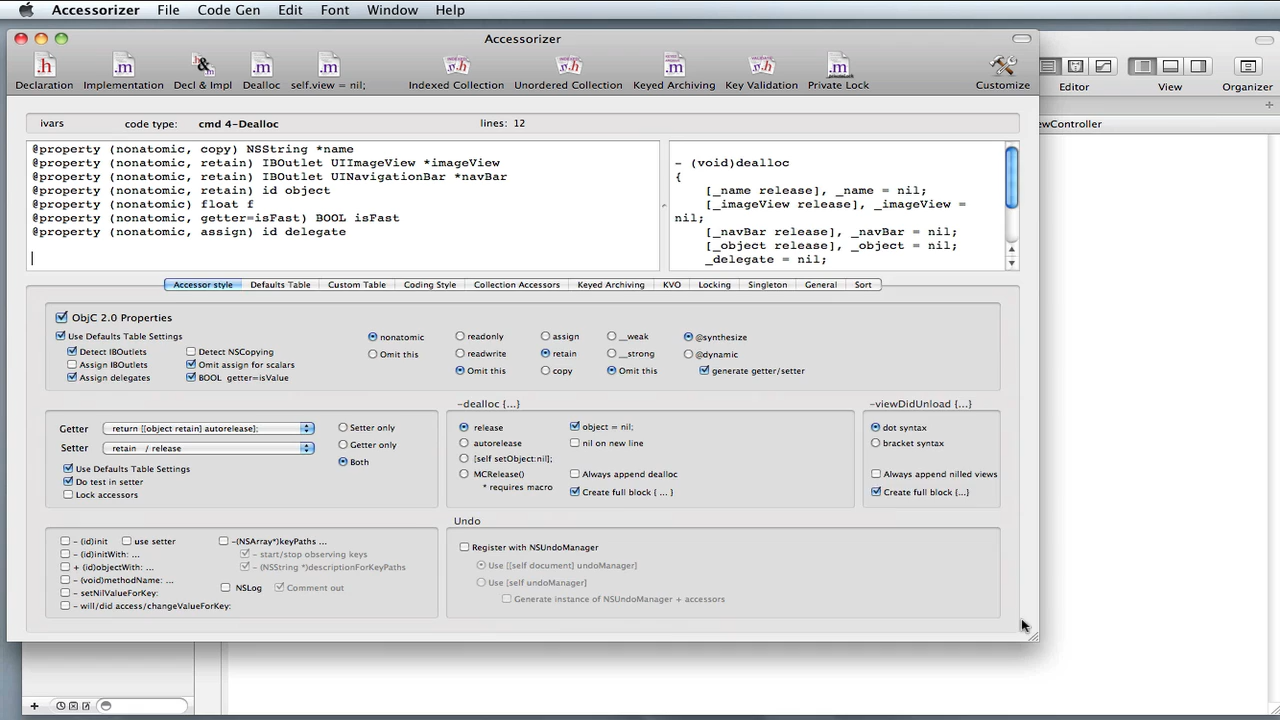 Accessorizer File Code Gen Edit Font Window Help
Accessorizer
Declaration Implementation Decl & Impl Dealloc self.view = nil; Indexed Collection Unordered Collection Keyed Archiving Key Validation Private Lock Customize
Editor View Organizer
ivars code type: cmd 4-Dealloc lines: 12
ewController
@property (nonatomic, copy) NSString *name
@property (nonatomic, retain) IBOutlet UIImageView *imageView
@property (nonatomic, retain) IBOutlet UINavigationBar *navBar
@property (nonatomic, retain) id object
@property (nonatomic) float f
@property (nonatomic, getter=isFast) BOOL isFast
@property (nonatomic, assign) id delegate
- (void)dealloc
{
[_name release], _name = nil;
[_imageView release], _imageView =
nil;
[_navBar release], _navBar = nil;
[_object release], _object = nil;
_delegate = nil;
Accessor style Defaults Table Custom Table Coding Style Collection Accessors Keyed Archiving KVO Locking Singleton General Sort
ObjC 2.0 Properties
Use Defaults Table Settings
Detect IBOutlets Detect NSCopying
Assign IBOutlets Omit assign for scalars
Assign delegates BOOL getter=isValue
nonatomic readonly assign __weak @synthesize
Omit this readwrite retain __strong @dynamic
Omit this copy Omit this generate getter/setter
Getter return [[object retain] autorelease]; Setter only
Setter retain / release Getter only
Both
Use Defaults Table Settings
Do test in setter
Lock accessors
-dealloc {...}
release object = nil;
autorelease nil on new line
[self setObject:nil];
MCRelease() Always append dealloc
* requires macro Create full block { ... }
-viewDidUnload {...}
dot syntax
bracket syntax
Always append nilled views
Create full block {...}
- (id)init use setter -(NSArray*)keyPaths ...
- (id)initWith: ... - start/stop observing keys
+ (id)objectWith: ... - (NSString *)descriptionForKeyPaths
- (void)methodName: ...
- setNilValueForKey: NSLog Comment out
- will/did access/changeValueForKey:
Undo
Register with NSUndoManager
Use [[self document] undoManager]
Use [self undoManager]
Generate instance of NSUndoManager + accessors